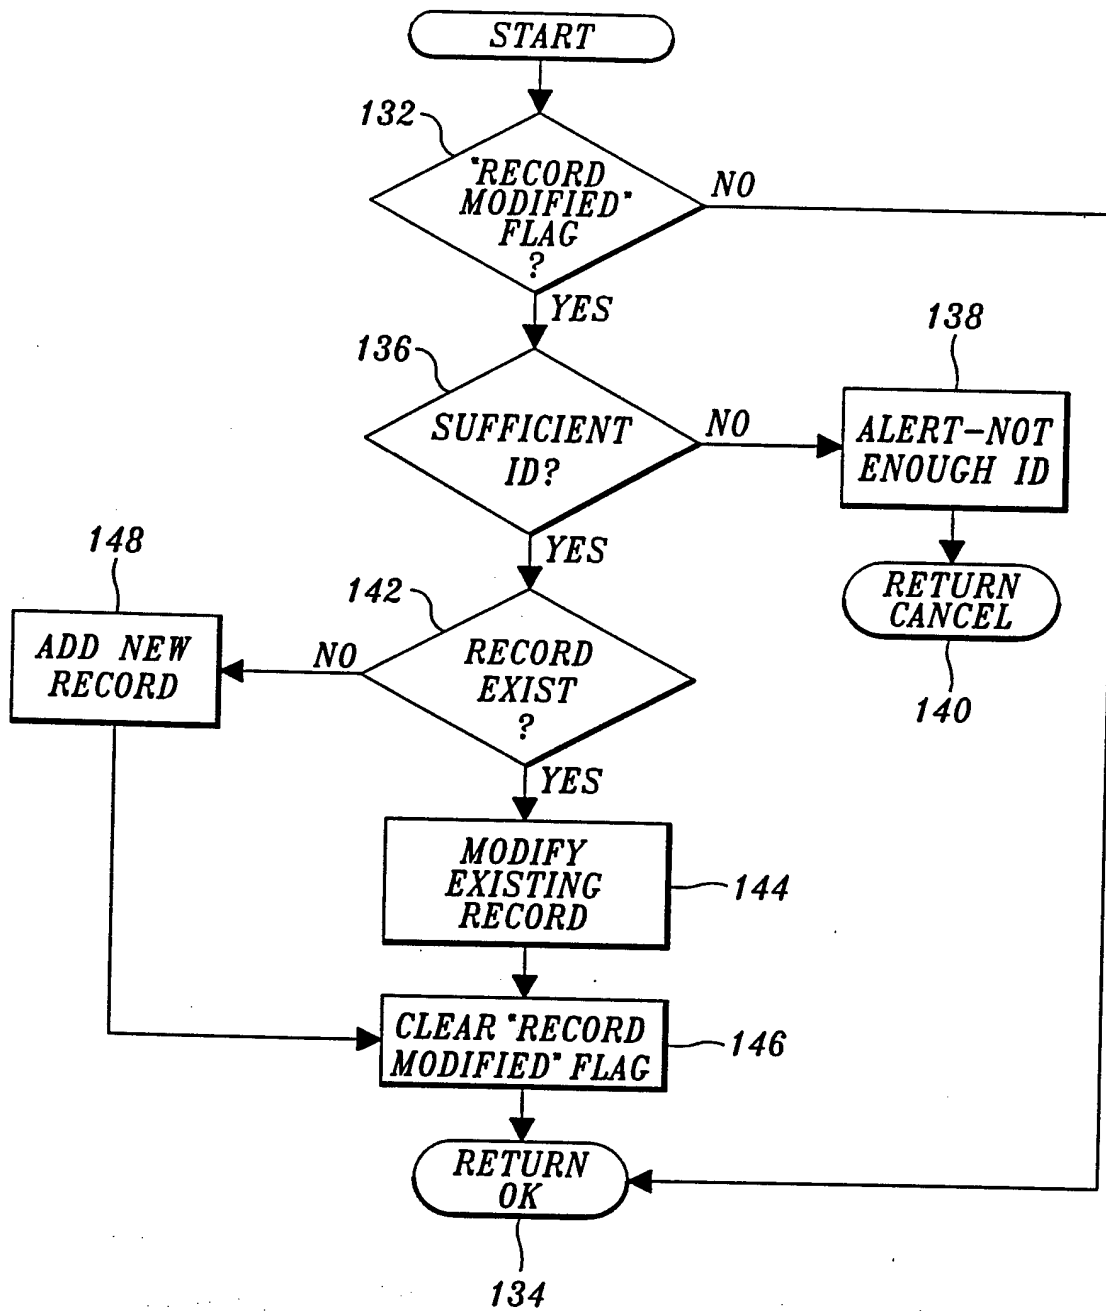 START
132
"RECORD
MODIFIED"
FLAG
?
NO
YES
136
SUFFICIENT
ID?
NO
138
ALERT-NOT
ENOUGH ID
YES
RETURN
CANCEL
140
148
ADD NEW
RECORD
142
NO
RECORD
EXIST
?
YES
MODIFY
EXISTING
RECORD
144
CLEAR "RECORD
MODIFIED" FLAG
146
RETURN
OK
134